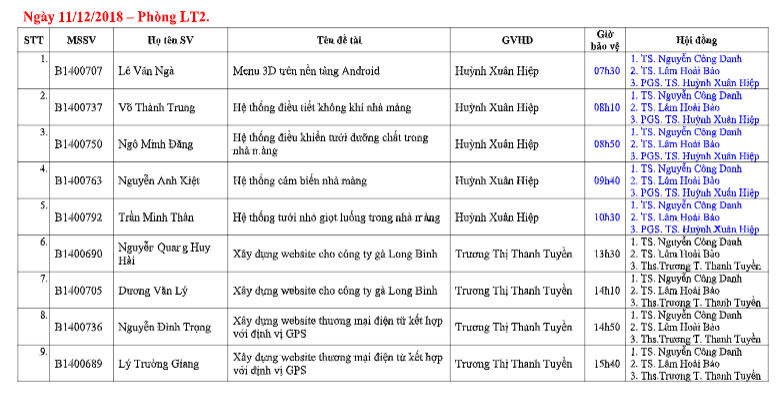 Ngày 11/12/2018 – Phòng LT2.
STT MSSV Họ tên SV Tên đề tài GVHD Giờ bảo vệ Hội đồng
1. B1400707 Lê Văn Ngà Menu 3D trên nền tảng Android Huỳnh Xuân Hiệp 07h30
1. TS. Nguyễn Công Danh
2. TS. Lâm Hoài Bảo
3. PGS. TS. Huỳnh Xuân Hiệp
2. B1400737 Võ Thành Trung Hệ thống điều tiết không khí nhà màng Huỳnh Xuân Hiệp 08h10
1. TS. Nguyễn Công Danh
2. TS. Lâm Hoài Bảo
3. PGS. TS. Huỳnh Xuân Hiệp
3. B1400750 Ngô Minh Đăng Hệ thống điều khiển tưới dưỡng chất trong
nhà màng Huỳnh Xuân Hiệp 08h50
1. TS. Nguyễn Công Danh
2. TS. Lâm Hoài Bảo
3. PGS. TS. Huỳnh Xuân Hiệp
4. B1400763 Nguyễn Anh Kiệt Hệ thống cảm biến nhà màng Huỳnh Xuân Hiệp 09h40
1. TS. Nguyễn Công Danh
2. TS. Lâm Hoài Bảo
3. PGS. TS. Huỳnh Xuân Hiệp
5. B1400792 Trần Minh Thân Hệ thống tưới nhỏ giọt luống trong nhà màng Huỳnh Xuân Hiệp 10h30
1. TS. Nguyễn Công Danh
2. TS. Lâm Hoài Bảo
3. PGS. TS. Huỳnh Xuân Hiệp
6. B1400690 Nguyễn Quang Huy
Hải Xây dựng website cho công ty gà Long Bình Trương Thị Thanh Tuyền 13h30
1. TS. Nguyễn Công Danh
2. TS. Lâm Hoài Bảo
3. Ths.Trương T. Thanh Tuyền
7. B1400705 Dương Văn Lý Xây dựng website cho công ty gà Long Bình Trương Thị Thanh Tuyền 14h10
1. TS. Nguyễn Công Danh
2. TS. Lâm Hoài Bảo
3. Ths.Trương T. Thanh Tuyền
8. B1400736 Nguyễn Đình Trọng Xây dựng website thương mại điện tử kết hợp
với định vị GPS Trương Thị Thanh Tuyền 14h50
1. TS. Nguyễn Công Danh
2. TS. Lâm Hoài Bảo
3. Ths.Trương T. Thanh Tuyền
9. B1400689 Lý Trường Giang Xây dựng website thương mại điện tử kết hợp
với định vị GPS Trương Thị Thanh Tuyền 15h40
1. TS. Nguyễn Công Danh
2. TS. Lâm Hoài Bảo
3. Ths.Trương T. Thanh Tuyền